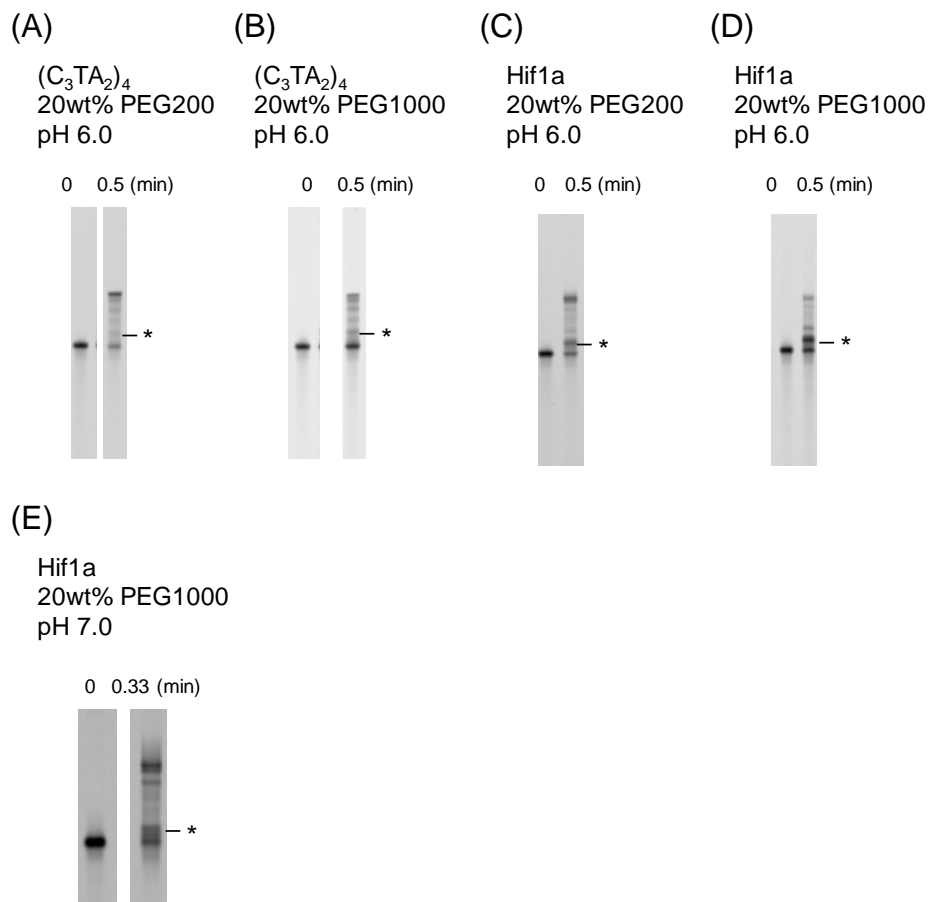 (A)
(C₃TA₂)₄
20wt% PEG200
pH 6.0
0 0.5 (min)
*
(B)
(C₃TA₂)₄
20wt% PEG1000
pH 6.0
0 0.5 (min)
*
(C)
Hif1a
20wt% PEG200
pH 6.0
0 0.5 (min)
*
(D)
Hif1a
20wt% PEG1000
pH 6.0
0 0.5 (min)
*
(E)
Hif1a
20wt% PEG1000
pH 7.0
0 0.33 (min)
*